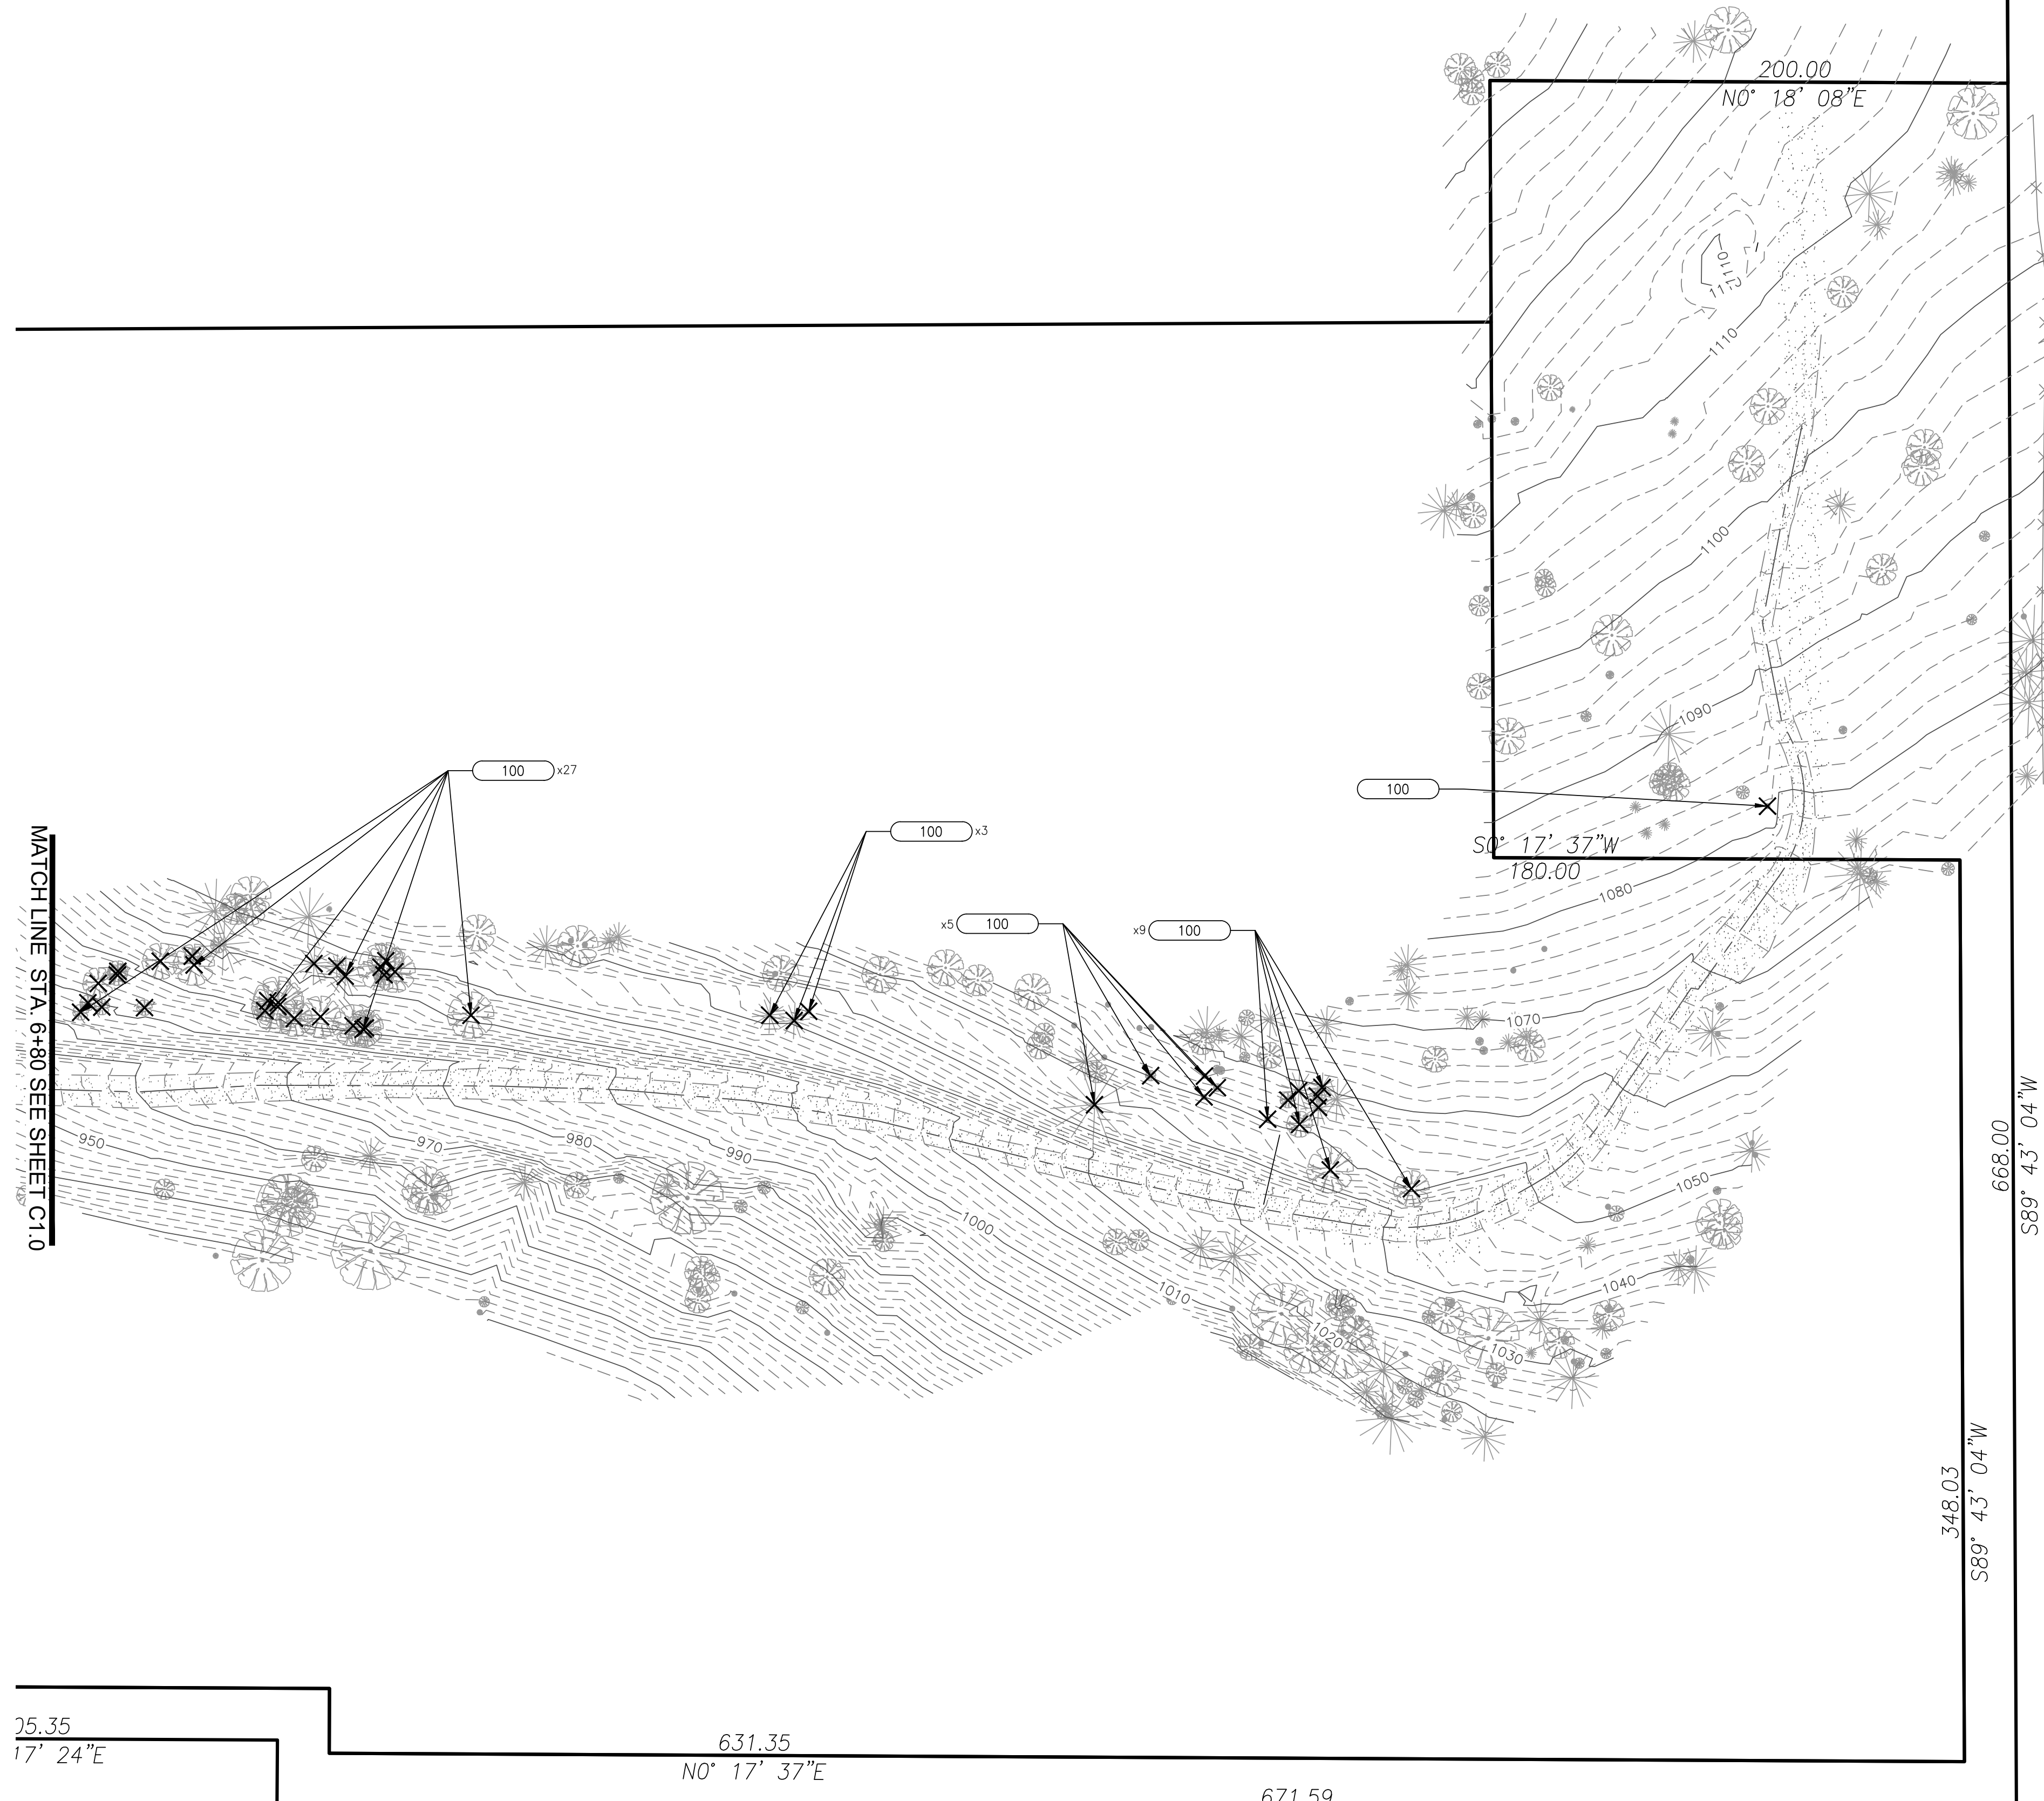 200.00
N0° 18' 08"E
1110
1110
1100
1090
100 x27
100
100 x3
S0° 17' 37"W
180.00
1080
x5 100
x9 100
MATCH LINE STA. 6+80 SEE SHEET C1.0
1070
950
970
980
990
1050
668.00
S89° 43' 04"W
1000
1040
1010
1020
1030
348.03
S89° 43' 04"W
05.35
17' 24"E
631.35
N0° 17' 37"E
671.59